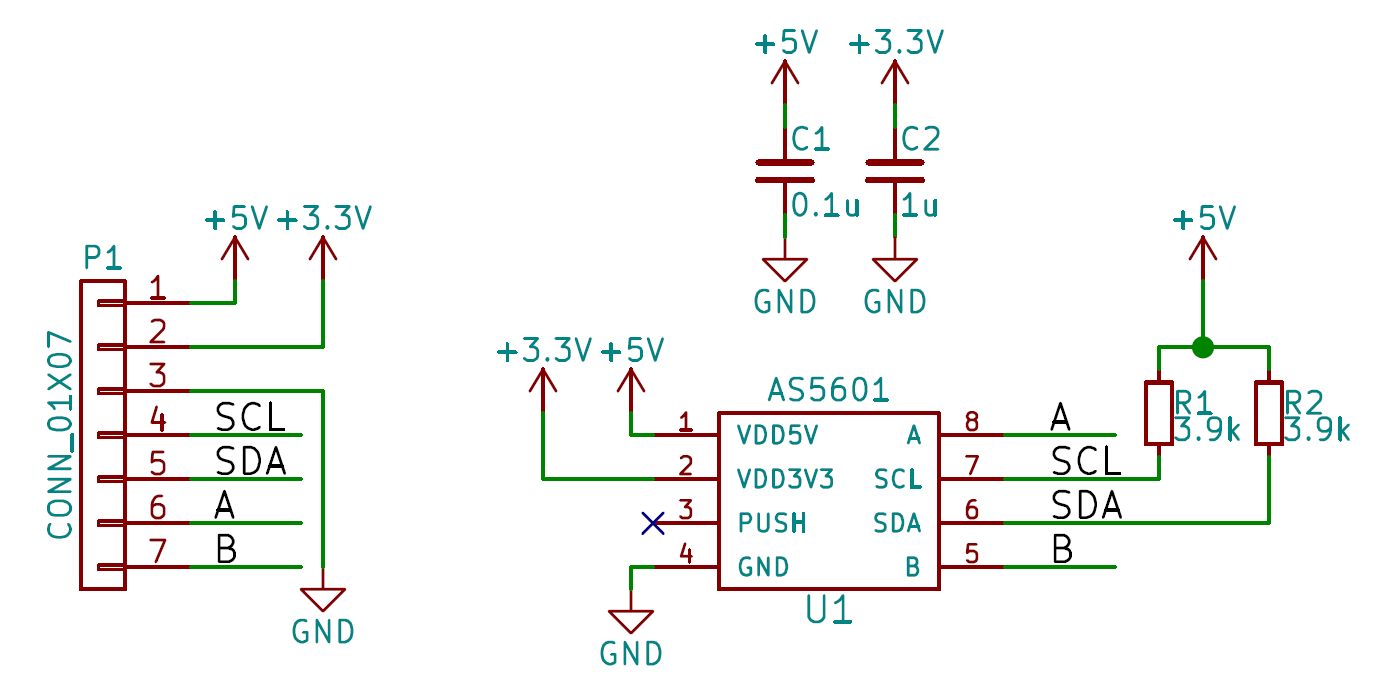 +5V +3.3V
C1 C2
0.1u 1u
GND GND
+5V +3.3V
P1
CONN_01X07
1
2
3
4 SCL
5 SDA
6 A
7 B
GND
+3.3V +5V
AS5601
1 VDD5V A 8 A
2 VDD3V3 SCL 7 SCL
3 PUSH SDA 6 SDA
4 GND B 5 B
U1
GND
+5V
R1 R2
3.9k 3.9k